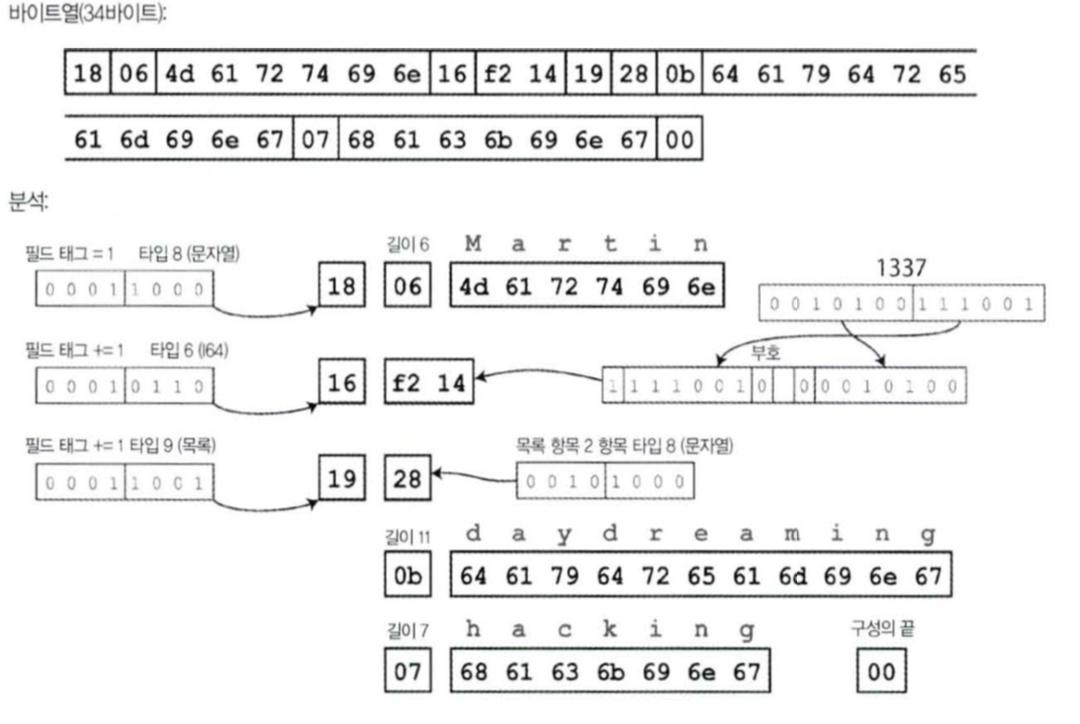 바이트열(34바이트):
18 06 4d 61 72 74 69 6e 16 f2 14 19 28 0b 64 61 79 64 72 65
61 6d 69 6e 67 07 68 61 63 6b 69 6e 67 00
분석:
필드 태그 = 1 타입 8 (문자열)
길이 6 M a r t i n
0 0 0 1 1 0 0 0
18 06 4d 61 72 74 69 6e
1337
0 0 1 0 1 0 0 1 1 1 0 0 1
필드 태그 += 1 타입 6 (I64)
부호
0 0 0 1 0 1 1 0
16 f2 14
1 1 1 1 0 0 1 0 0 0 0 1 0 1 0 0
필드 태그 += 1 타입 9 (목록)
목록 항목 2 항목 타입 8 (문자열)
0 0 0 1 1 0 0 1
19 28
0 0 1 0 1 0 0 0
길이 11 d a y d r e a m i n g
0b 64 61 79 64 72 65 61 6d 69 6e 67
길이 7 h a c k i n g 구성의 끝
07 68 61 63 6b 69 6e 67 00